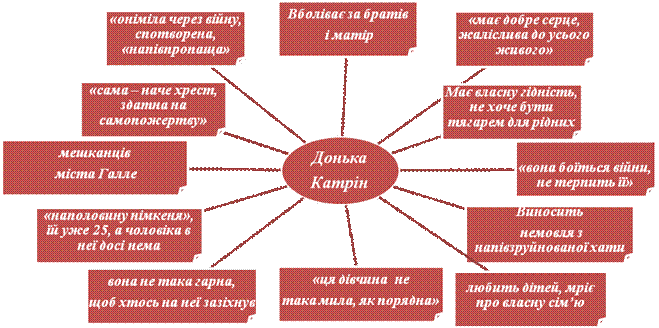 «оніміла через війну,
спотворена,
«напівпропаща»
Вболіває за братів
і матір
«має добре серце,
жаліслива до усього
живого»
«сама – наче хрест,
здатна на
самопожертву»
Має власну гідність,
не хоче бути
тягарем для рідних
мешканців
міста Галле
Донька
Катрін
«вона боїться війни,
не терпить її»
«наполовину німкеня»,
їй уже 25, а чоловіка в
неї досі нема
Виносить
немовля з
напівзруйнованої хати
вона не така гарна,
щоб хтось на неї зазіхнув
«ця дівчина не
така мила, як порядна»
любить дітей, мріє
про власну сім’ю